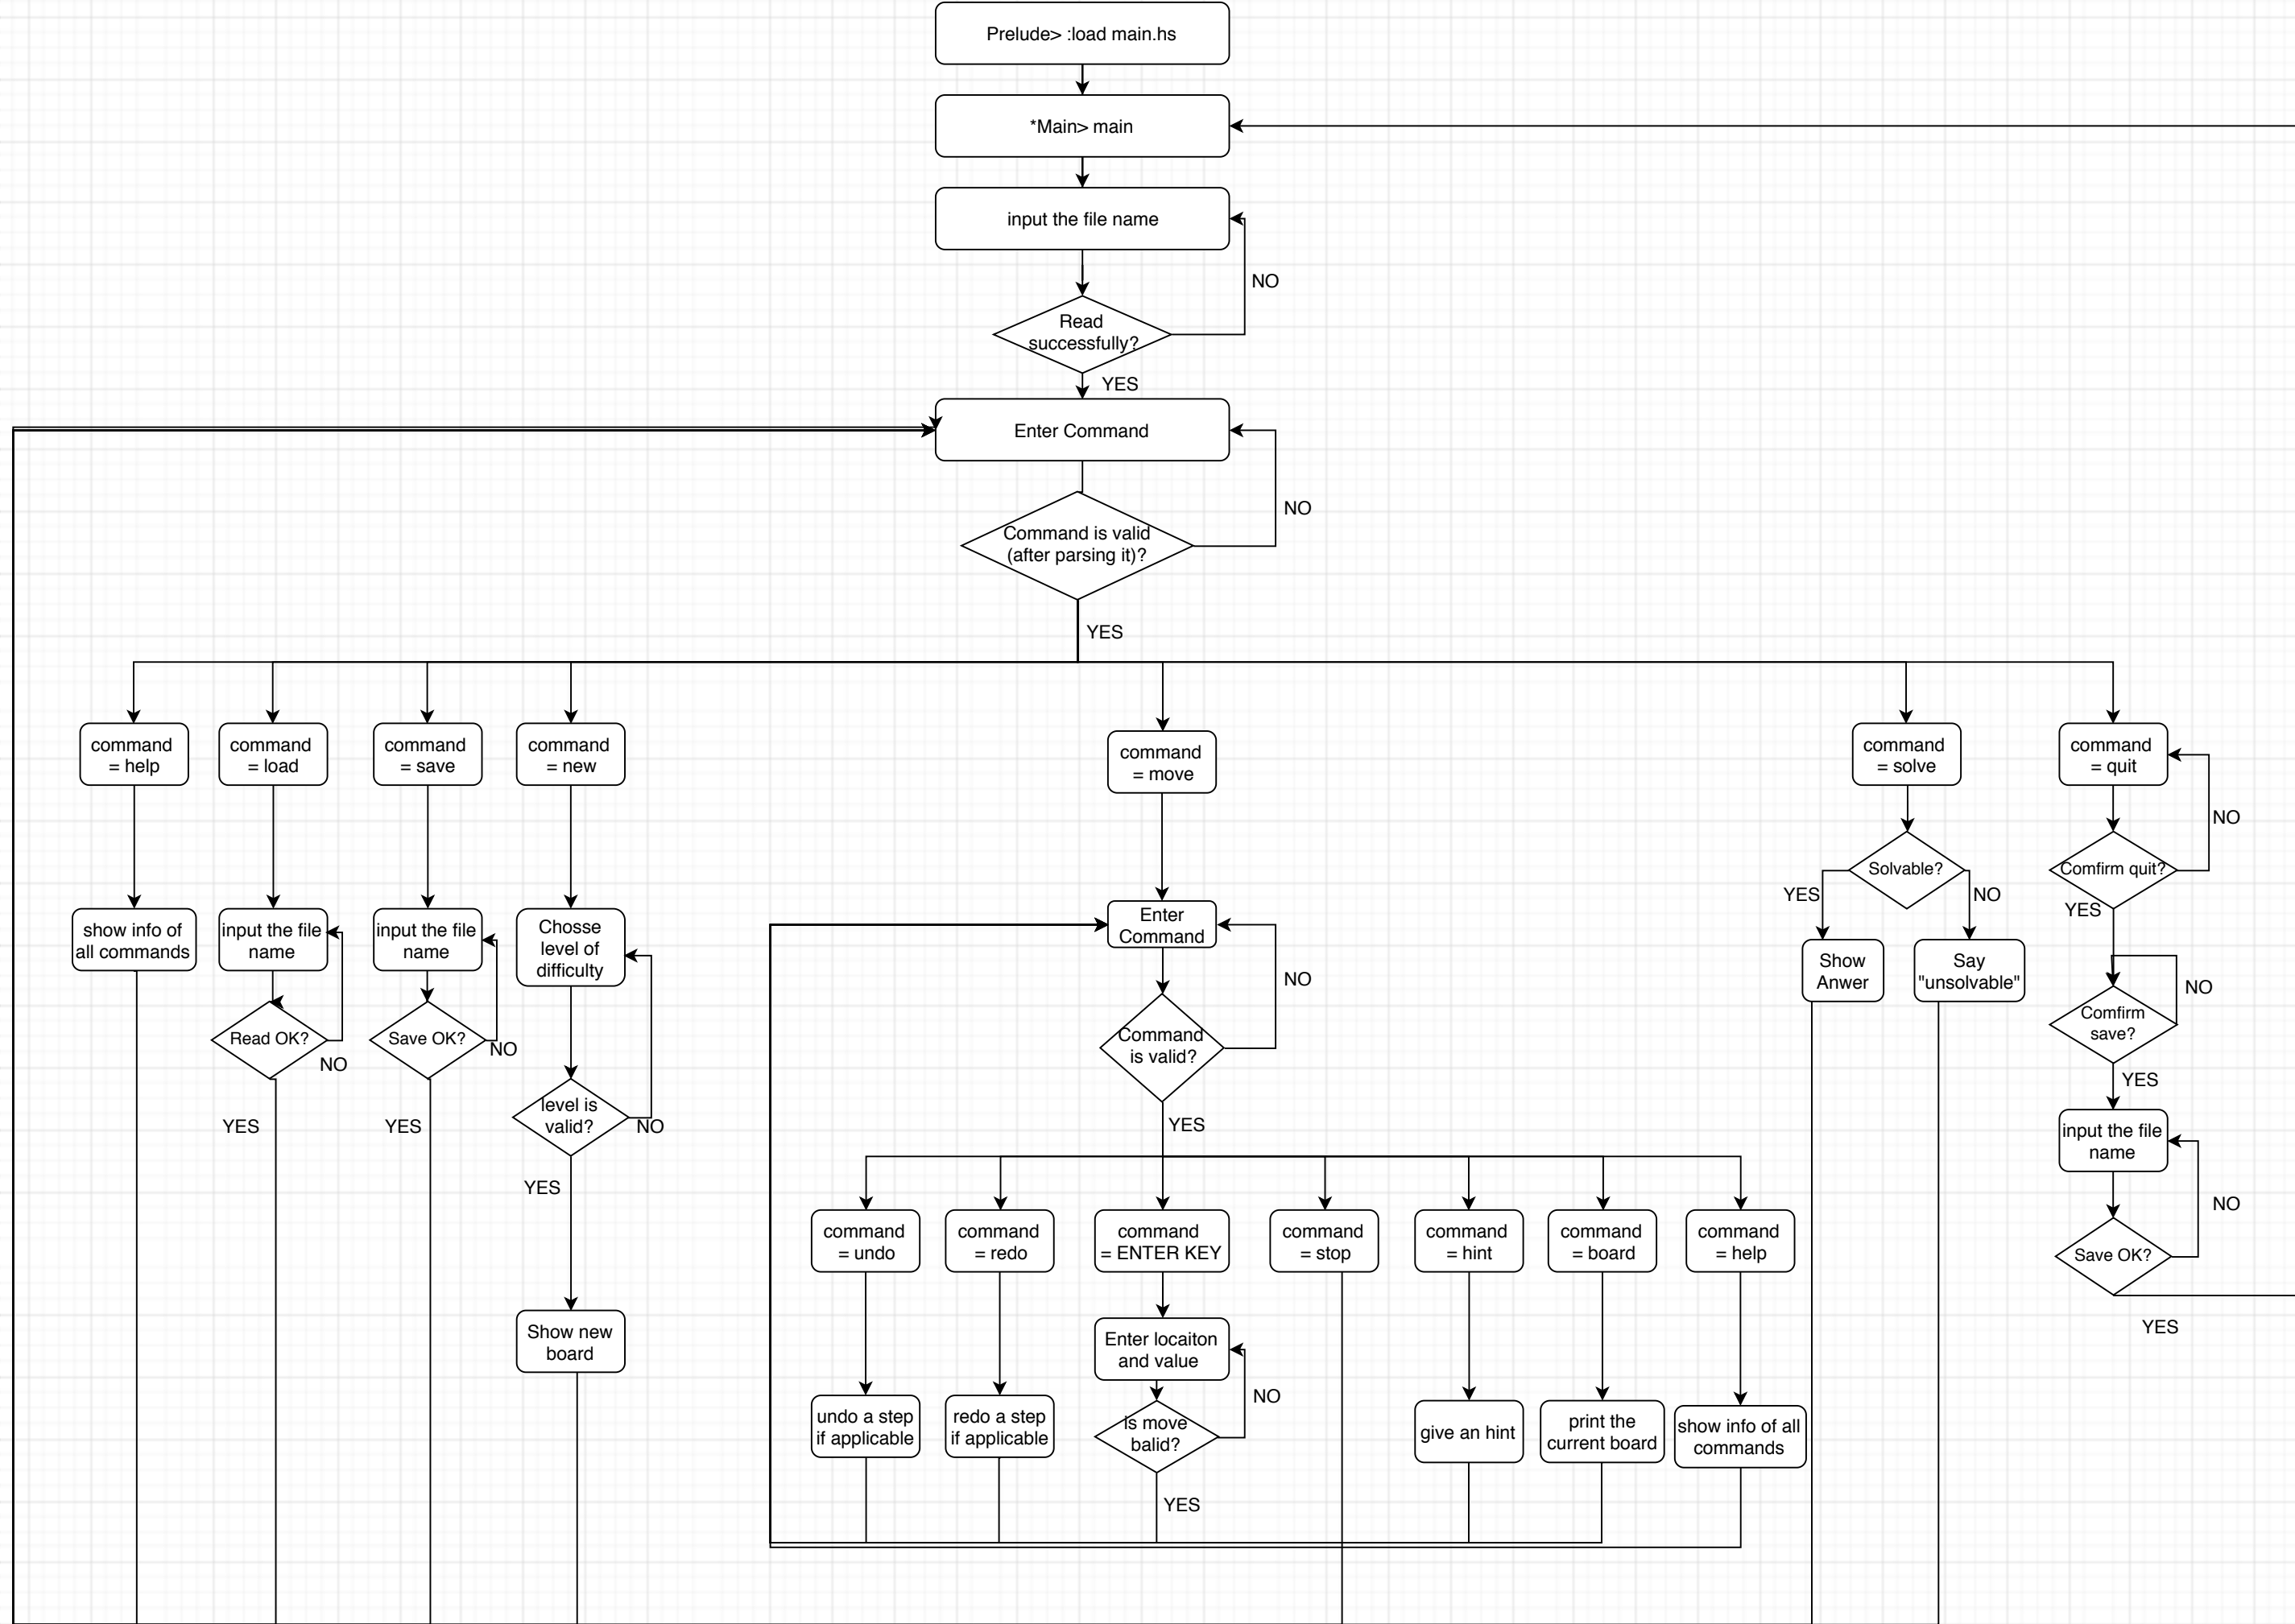 Prelude> :load main.hs
*Main> main
input the file name
NO
Read
successfully?
YES
Enter Command
NO
Command is valid
(after parsing it)?
YES
command
= help
command
= load
command
= save
command
= new
command
= move
command
= solve
command
= quit
NO
Solvable?
Comfirm quit?
YES
NO
YES
show info of
all commands
input the file
name
input the file
name
Chosse
level of
difficulty
Enter
Command
NO
Show
Anwer
Say
"unsolvable"
NO
Read OK?
NO
Save OK?
NO
Command
is valid?
Comfirm
save?
YES
YES
YES
level is
valid?
NO
YES
input the file
name
YES
NO
command
= undo
command
= redo
command
= ENTER KEY
command
= stop
command
= hint
command
= board
command
= help
Save OK?
YES
Show new
board
Enter locaiton
and value
NO
undo a step
if applicable
redo a step
if applicable
is move
balid?
give an hint
print the
current board
show info of all
commands
YES